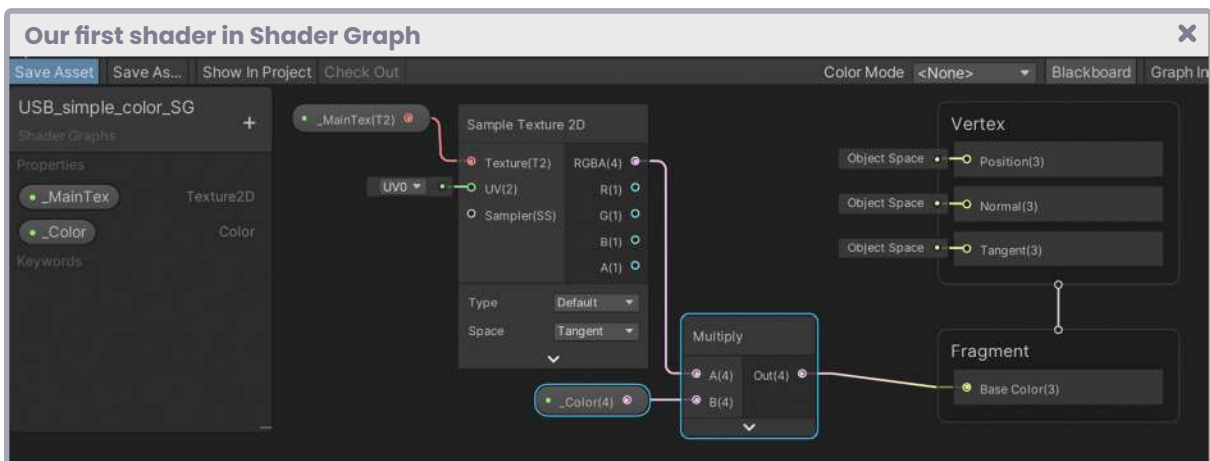 Our first shader in Shader Graph
Save Asset Save As... Show In Project Check Out Color Mode <None> Blackboard Graph In
USB_simple_color_SG
Shader Graphs
Properties
_MainTex Texture2D
_Color Color
Keywords
_MainTex(T2)
UV0
Sample Texture 2D
Texture(T2) RGBA(4)
UV(2) R(1)
Sampler(SS) G(1)
B(1)
A(1)
Type Default
Space Tangent
_Color(4)
Multiply
A(4) Out(4)
B(4)
Vertex
Object Space Position(3)
Object Space Normal(3)
Object Space Tangent(3)
Fragment
Base Color(3)